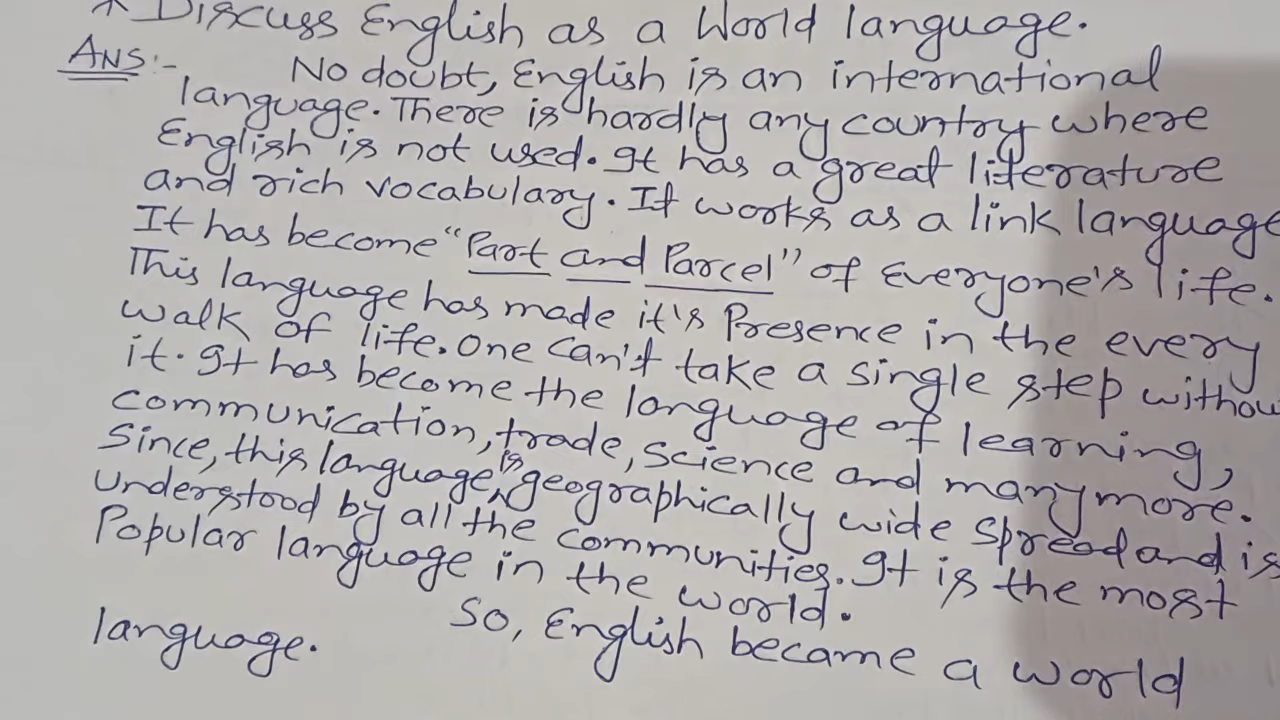 * Discuss English as a World language.
Ans:- No doubt, English is an international
language. There is hardly any country where
English is not used. It has a great literature
and rich vocabulary. It works as a link language
It has become "Part and Parcel" of Everyone's life.
This language has made it's Presence in the every
walk of life. One can't take a single step withou
it. It has become the language of learning,
communication, trade, science and many more.
Since, this language is geographically wide spread and is
understood by all the communities. It is the most
Popular language in the world.
So, English became a world
language.